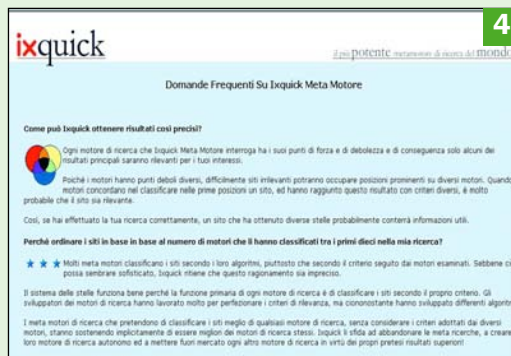 4
ixquick
il più potente metamotore di ricerca del mondo
Domande Frequenti Su Ixquick Meta Motore
Come può Ixquick ottenere risultati così precisi?
Ogni motore di ricerca che Ixquick Meta Motore interroga ha i suoi punti di forza e di debolezza e di conseguenza solo alcuni dei
risultati principali saranno rilevanti per i tuoi interessi.
Poiché i motori hanno punti deboli diversi, difficilmente siti irrilevanti potranno occupare posizioni prominenti su diversi motori. Quando
motori concordano nel classificare nelle prime posizioni un sito, ed hanno raggiunto questo risultato con criteri diversi, è molto
probabile che il sito sia rilevante.
Così, se hai effettuato la tua ricerca correttamente, un sito che ha ottenuto diverse stelle probabilmente conterrà informazioni utili.
Perché ordinare i siti in base in base al numero di motori che li hanno classificati tra i primi dieci nella mia ricerca?
Molti meta motori classificano i siti secondo i loro algoritmi, piuttosto che secondo il criterio seguito dai motori esaminati. Sebbene ciò
possa sembrare sofisticato, Ixquick ritiene che questo ragionamento sia impreciso.
Il sistema delle stelle funziona bene perché la funzione primaria di ogni motore di ricerca è di classificare i siti secondo il proprio criterio. Gli
sviluppatori dei motori di ricerca hanno lavorato molto per perfezionare i criteri di rilevanza, ma ciononostante hanno sviluppato differenti algoritmi
I meta motori di ricerca che pretendono di classificare i siti meglio di qualsiasi motore di ricerca, senza considerare i criteri adottati dai diversi
motori, stanno sostenendo implicitamente di essere migliori dei motori di ricerca stessi. Ixquick li sfida ad abbandonare le meta ricerche, a creare
loro motore di ricerca autonomo ed a mettere fuori mercato ogni altro motore di ricerca in virtù dei propri pretesi risultati superiori!